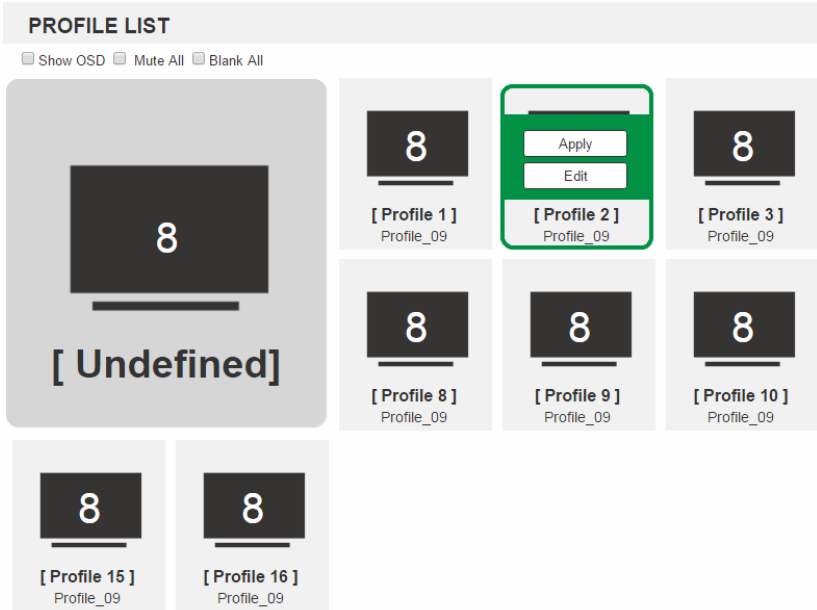 PROFILE LIST
Show OSD Mute All Blank All
8
[ Undefined]
8
[ Profile 1 ]
Profile_09
Apply
Edit
[ Profile 2 ]
Profile_09
8
[ Profile 3 ]
Profile_09
8
[ Profile 8 ]
Profile_09
8
[ Profile 9 ]
Profile_09
8
[ Profile 10 ]
Profile_09
8
[ Profile 15 ]
Profile_09
8
[ Profile 16 ]
Profile_09